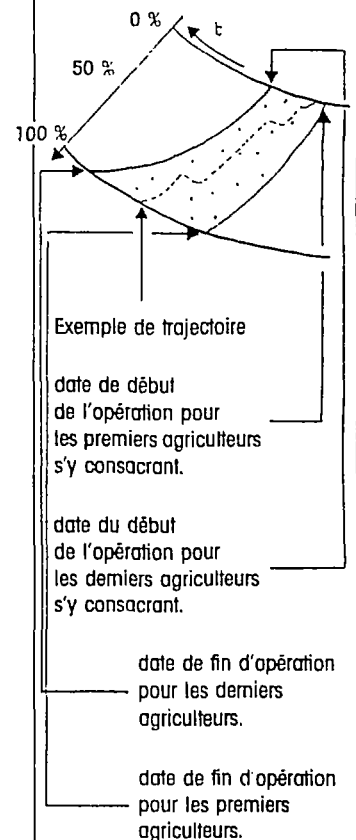 0 %
t
50 %
100 %
Exemple de trajectoire
date de début
de l'opération pour
les premiers agriculteurs
s'y consacrant.
date du début
de l'opération pour
les derniers agriculteurs
s'y consacrant.
date de fin d'opération
pour les derniers
agriculteurs.
date de fin d'opération
pour les premiers
agriculteurs.